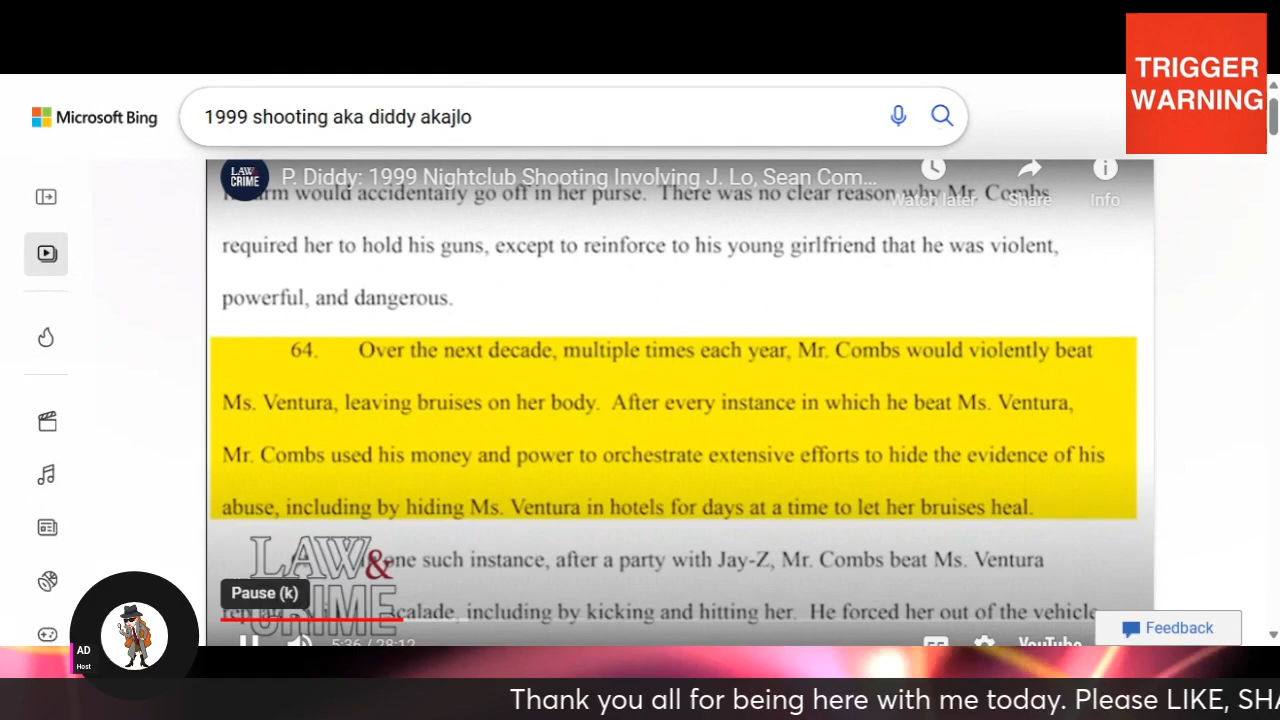 TRIGGER
WARNING
Microsoft Bing
1999 shooting aka diddy akajlo
LAW&
CRIME
P. Diddy: 1999 Nightclub Shooting Involving J. Lo, Sean Com...
Watch later
Share
Info
would accidentally go off in her purse. There was no clear reason why Mr. Combs
required her to hold his guns, except to reinforce to his young girlfriend that he was violent,
powerful, and dangerous.
64. Over the next decade, multiple times each year, Mr. Combs would violently beat
Ms. Ventura, leaving bruises on her body. After every instance in which he beat Ms. Ventura,
Mr. Combs used his money and power to orchestrate extensive efforts to hide the evidence of his
abuse, including by hiding Ms. Ventura in hotels for days at a time to let her bruises heal.
one such instance, after a party with Jay-Z, Mr. Combs beat Ms. Ventura
LAW&
CRIME
Pause (k)
including by kicking and hitting her. He forced her out of the vehicle
5:36 / 28:12
CC
YouTube
Feedback
AD
Host
Thank you all for being here with me today. Please LIKE, SHA